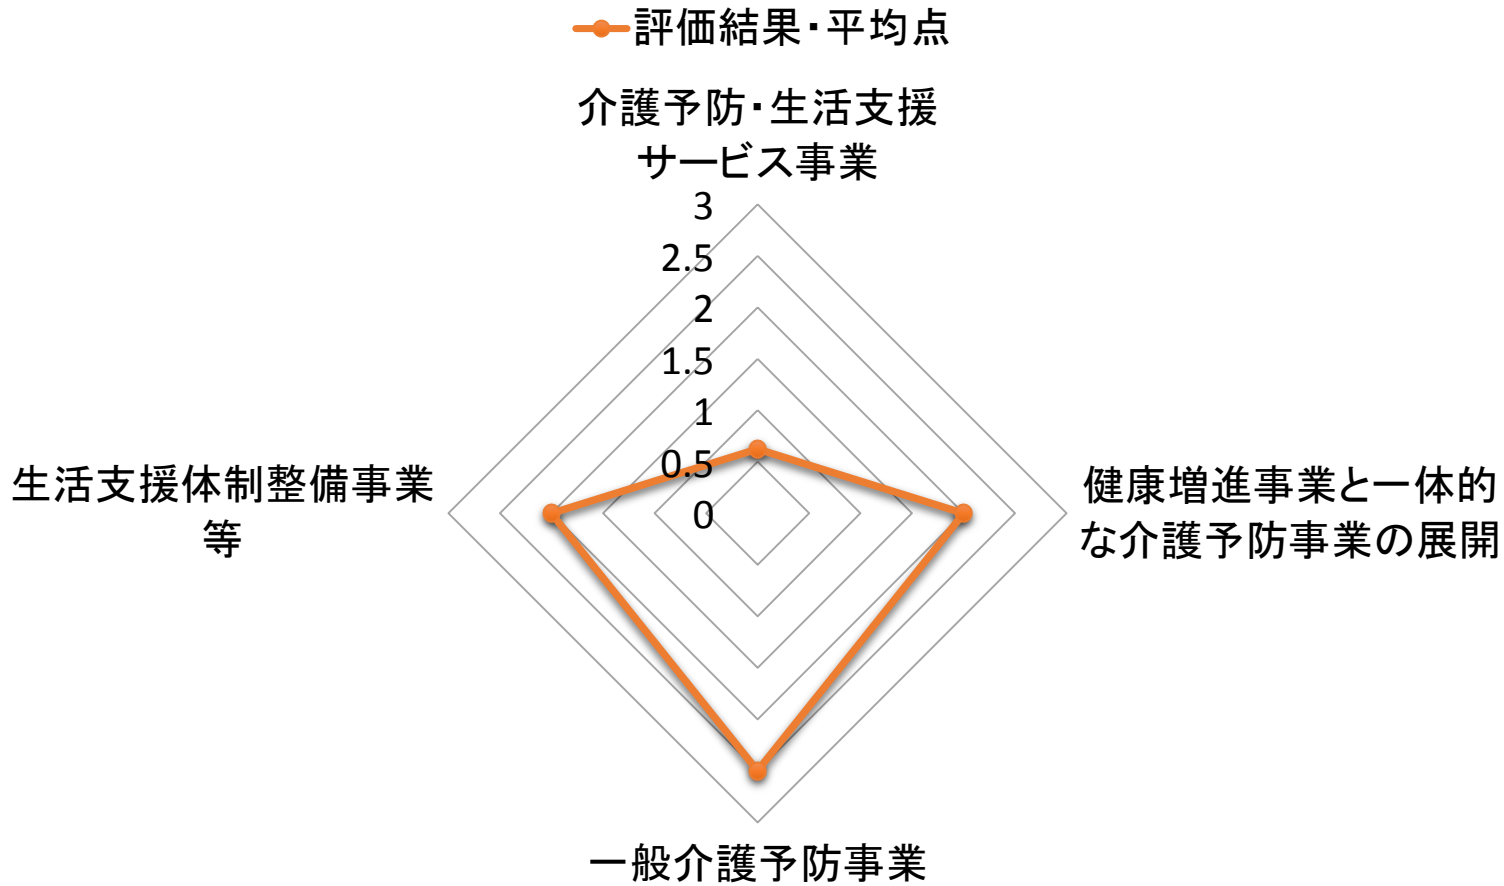 評価結果・平均点
介護予防・生活支援
サービス事業
3
2.5
2
1.5
1
0.5
0
生活支援体制整備事業
等
健康増進事業と一体的
な介護予防事業の展開
一般介護予防事業